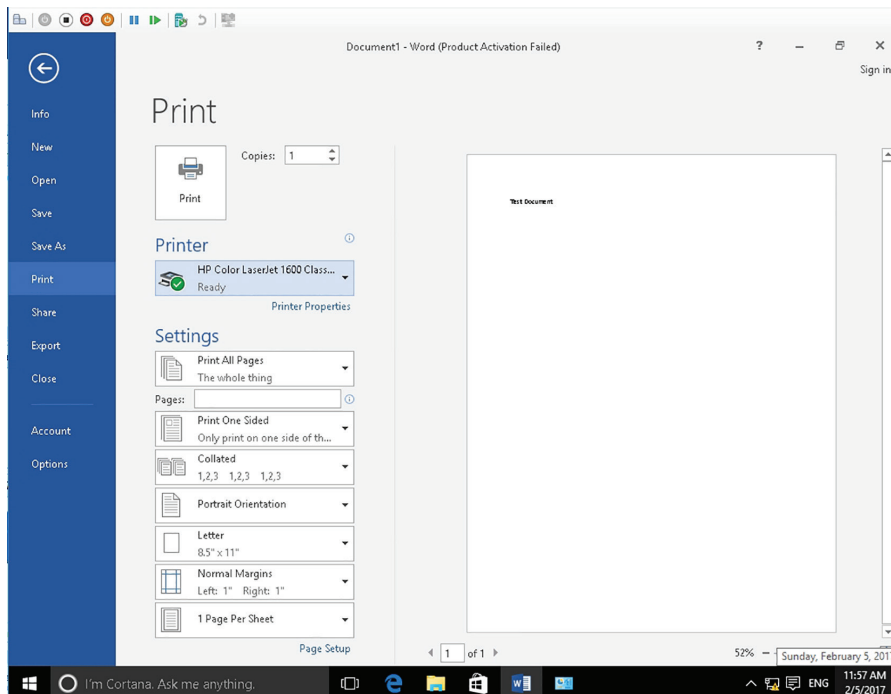 Document1 - Word (Product Activation Failed)
?
Sign in
Info
New
Open
Save
Save As
Print
Share
Export
Close
Account
Options
Print
Print
Copies: 1
Printer
HP Color LaserJet 1600 Class...
Ready
Printer Properties
Settings
Print All Pages
The whole thing
Pages:
Print One Sided
Only print on one side of th...
Collated
1,2,3 1,2,3 1,2,3
Portrait Orientation
Letter
8.5" x 11"
Normal Margins
Left: 1" Right: 1"
1 Page Per Sheet
Page Setup
Test Document
1 of 1
52%
Sunday, February 5, 2017
I'm Cortana. Ask me anything.
ENG
11:57 AM
2/5/2017